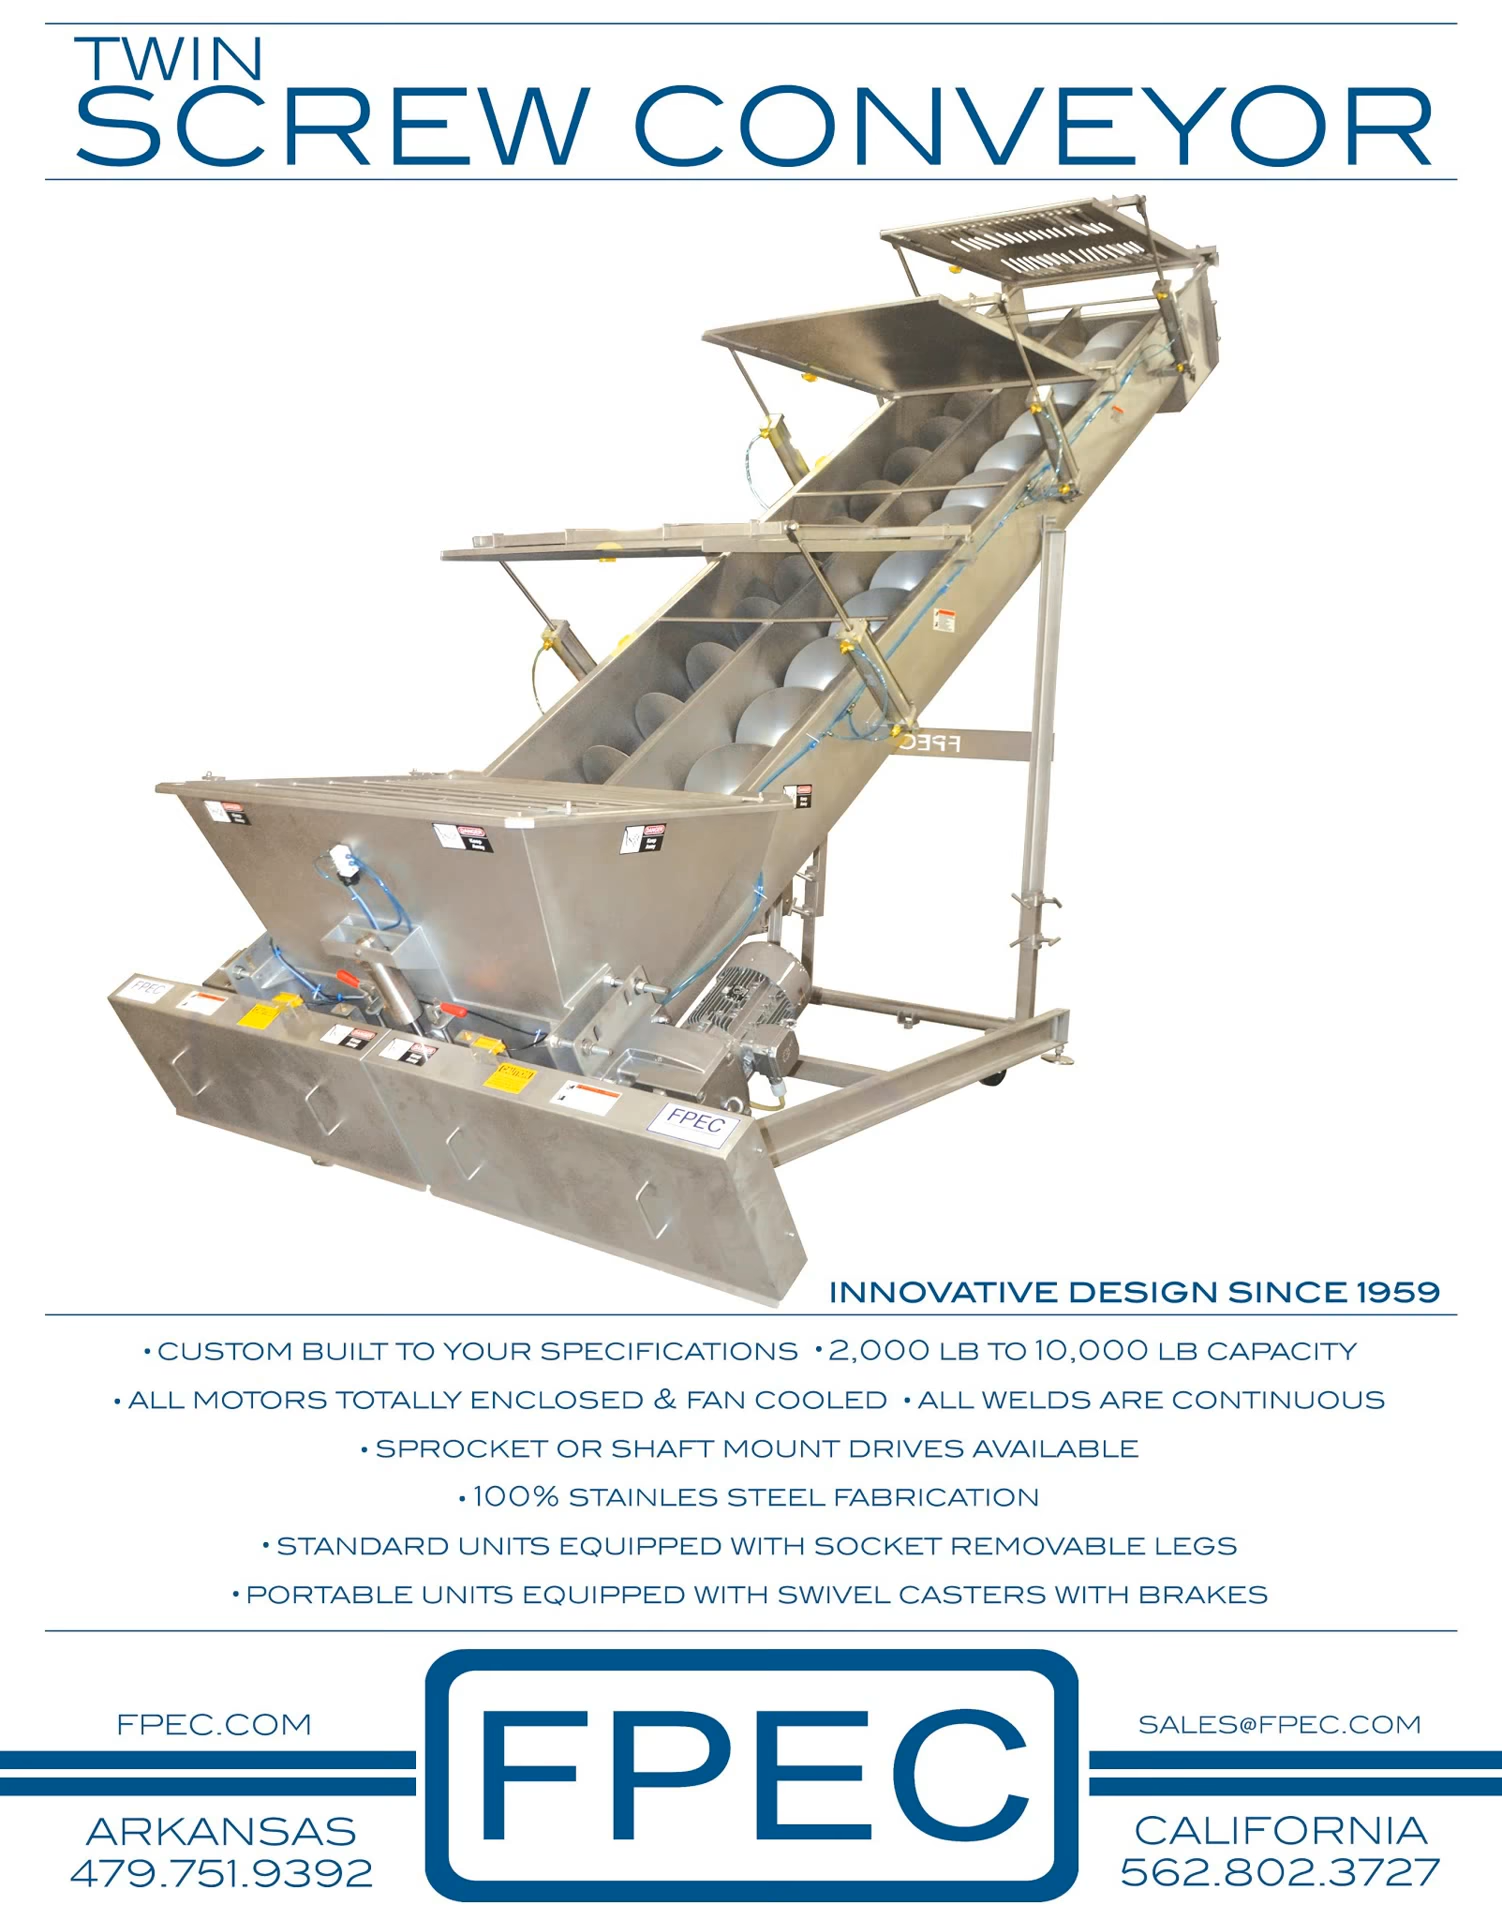 TWIN
SCREW CONVEYOR
FPEC
FPEC
FPEC
INNOVATIVE DESIGN SINCE 1959
• CUSTOM BUILT TO YOUR SPECIFICATIONS • 2,000 LB TO 10,000 LB CAPACITY
• ALL MOTORS TOTALLY ENCLOSED & FAN COOLED • ALL WELDS ARE CONTINUOUS
• SPROCKET OR SHAFT MOUNT DRIVES AVAILABLE
• 100% STAINLES STEEL FABRICATION
• STANDARD UNITS EQUIPPED WITH SOCKET REMOVABLE LEGS
• PORTABLE UNITS EQUIPPED WITH SWIVEL CASTERS WITH BRAKES
FPEC.COM
ARKANSAS
479.751.9392
FPEC
SALES@FPEC.COM
CALIFORNIA
562.802.3727